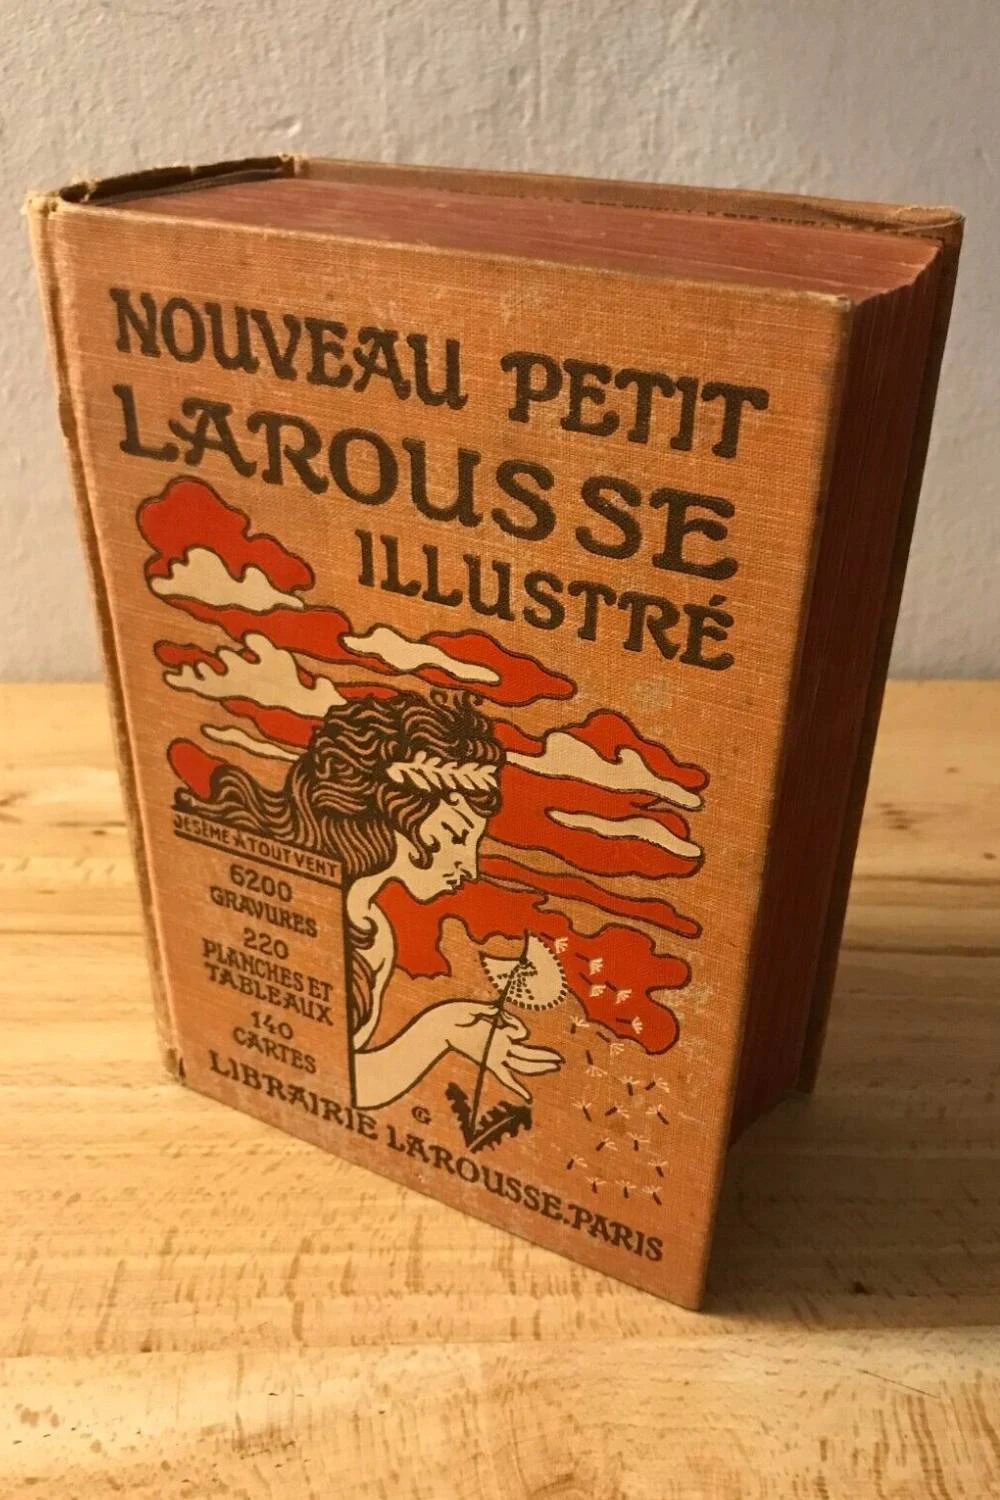 NOUVEAU PETIT
LAROUSSE
ILLUSTRÉ
JE SÈME À TOUT VENT
6200
GRAVURES
220
PLANCHES ET
TABLEAUX
140
CARTES
LIBRAIRIE LAROUSSE. PARIS